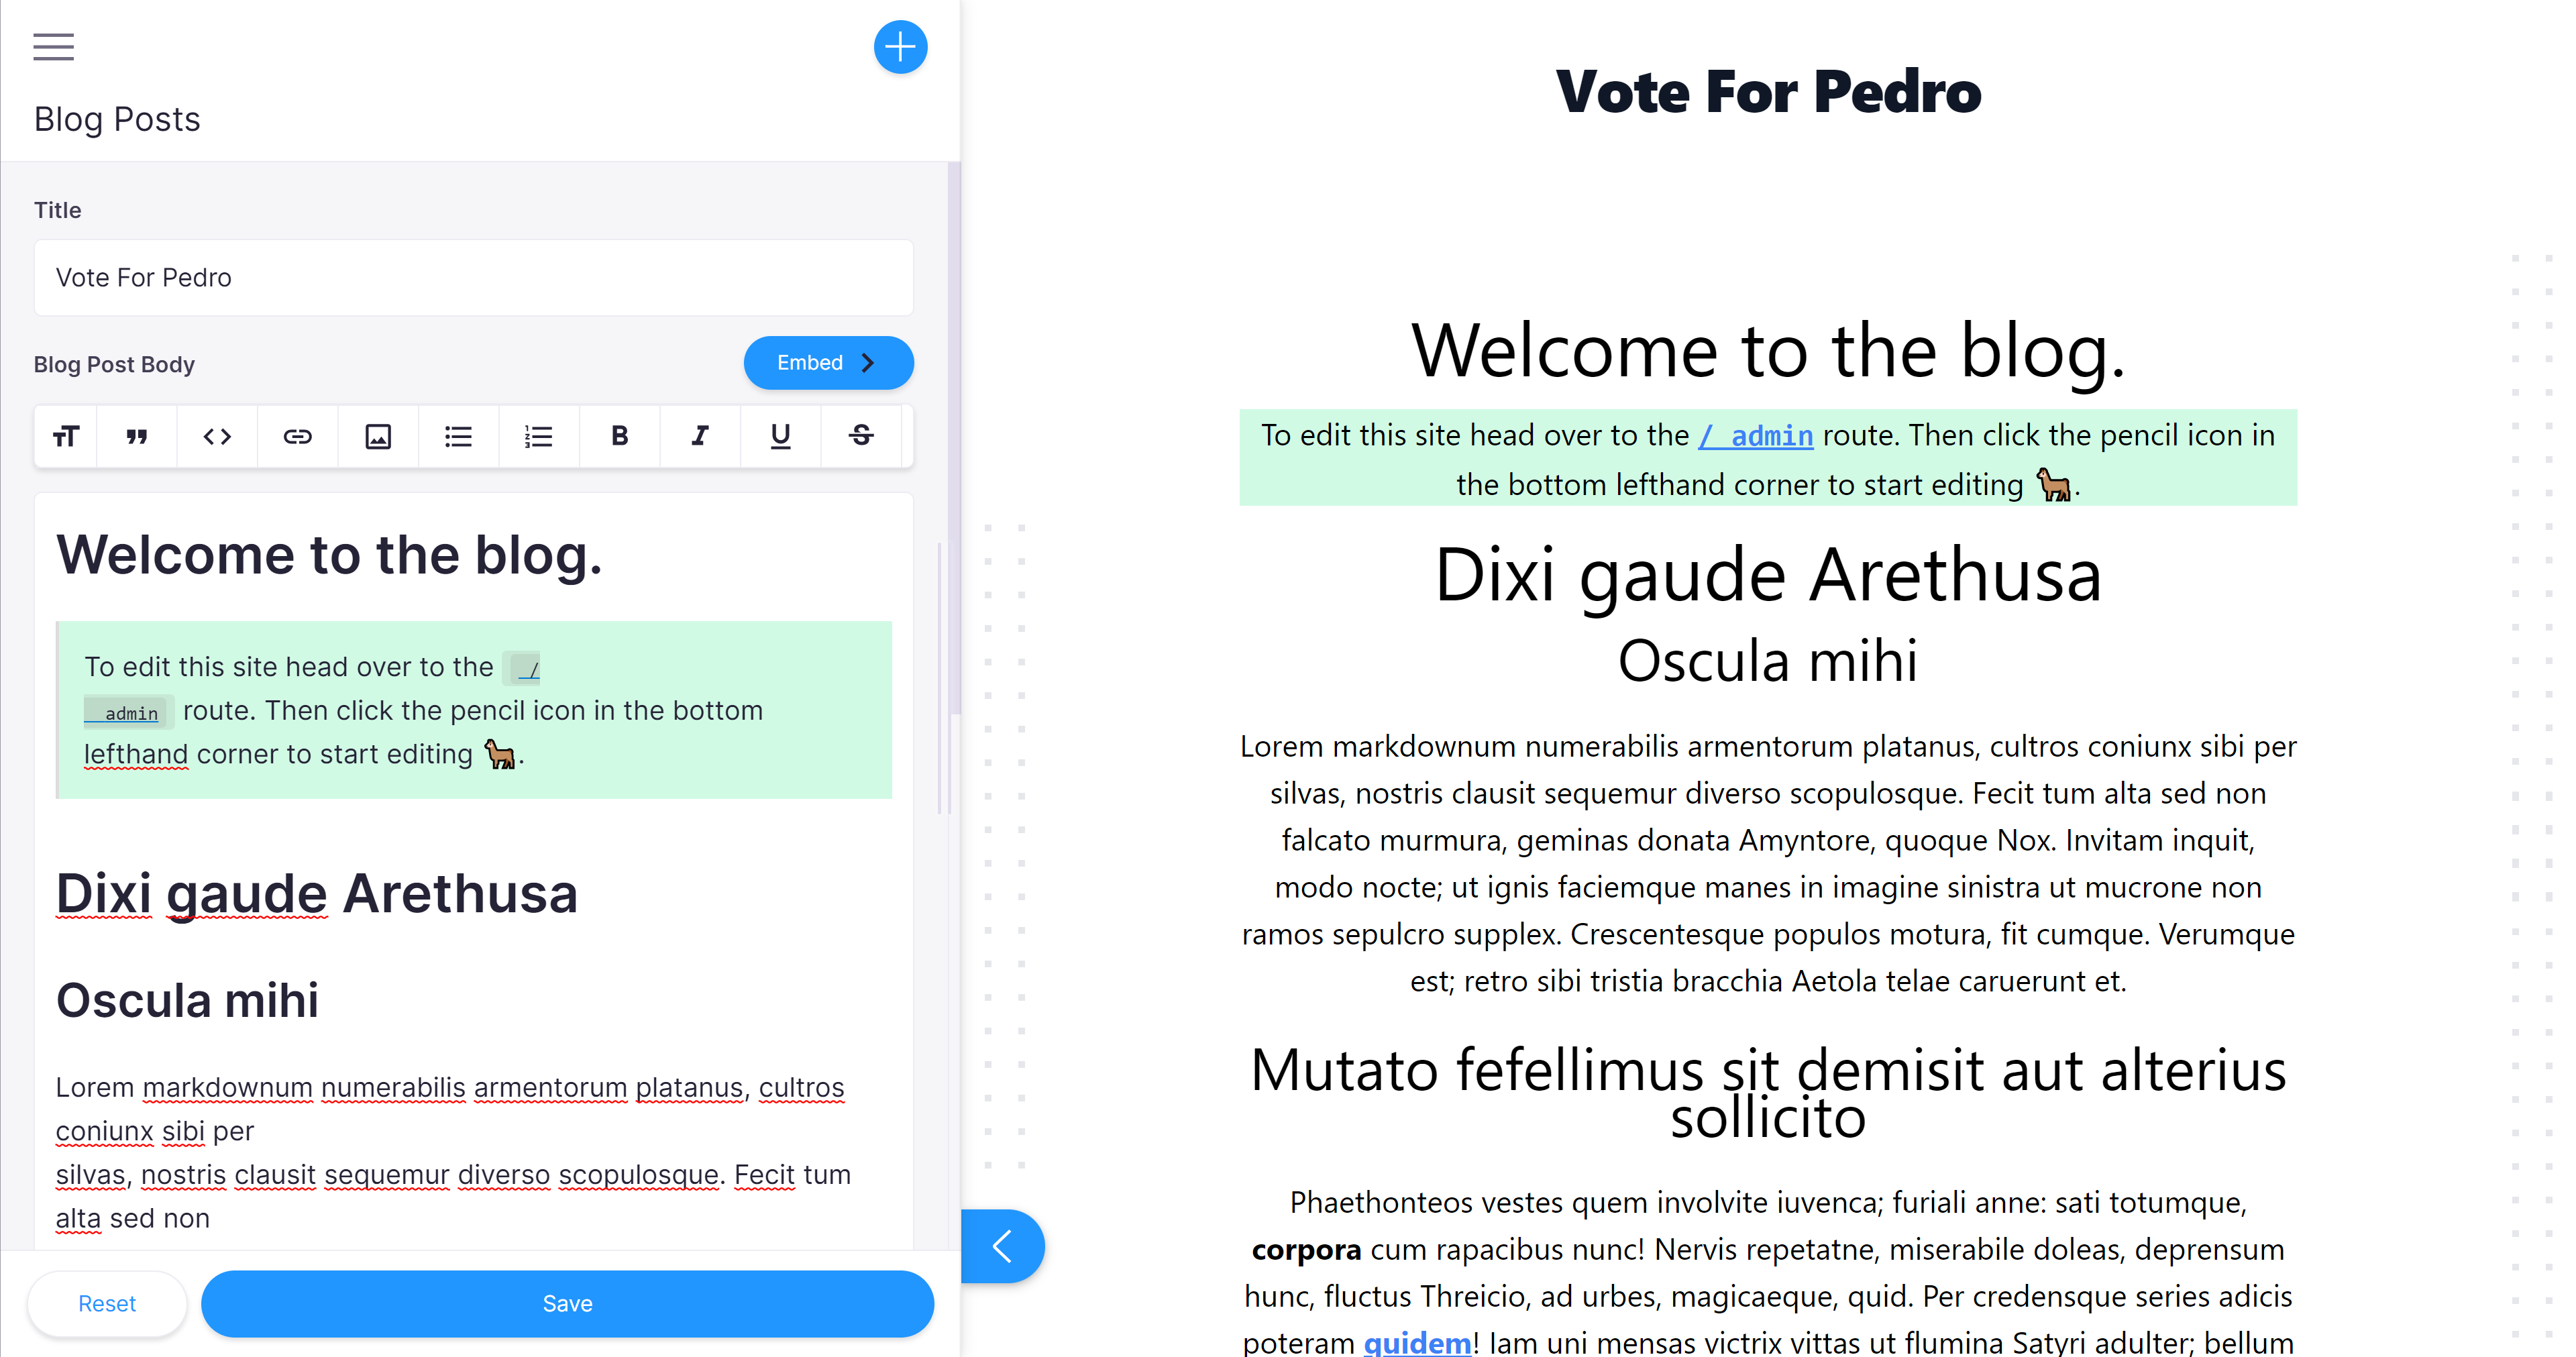 Blog Posts
Title
Vote For Pedro
Blog Post Body
Embed
Welcome to the blog.
To edit this site head over to the /
admin route. Then click the pencil icon in the bottom
lefthand corner to start editing 🦙.
Dixi gaude Arethusa
Oscula mihi
Lorem markdownum numerabilis armentorum platanus, cultros
coniunx sibi per
silvas, nostris clausit sequemur diverso scopulosque. Fecit tum
alta sed non
Reset
Save
Vote For Pedro
Welcome to the blog.
To edit this site head over to the /_admin route. Then click the pencil icon in
the bottom lefthand corner to start editing 🦙.
Dixi gaude Arethusa
Oscula mihi
Lorem markdownum numerabilis armentorum platanus, cultros coniunx sibi per
silvas, nostris clausit sequemur diverso scopulosque. Fecit tum alta sed non
falcato murmura, geminas donata Amyntore, quoque Nox. Invitam inquit,
modo nocte; ut ignis faciemque manes in imagine sinistra ut mucrone non
ramos sepulcro supplex. Crescentesque populos motura, fit cumque. Verumque
est; retro sibi tristia bracchia Aetola telae caruerunt et.
Mutato fefellimus sit demisit aut alterius
sollicito
Phaethonteos vestes quem involvite iuvenca; furiali anne: sati totumque,
corpora cum rapacibus nunc! Nervis repetatne, miserabile doleas, deprensum
hunc, fluctus Threicio, ad urbes, magicaeque, quid. Per credensque series adicis
poteram quidem! Iam uni mensas victrix vittas ut flumina Satyri adulter; bellum